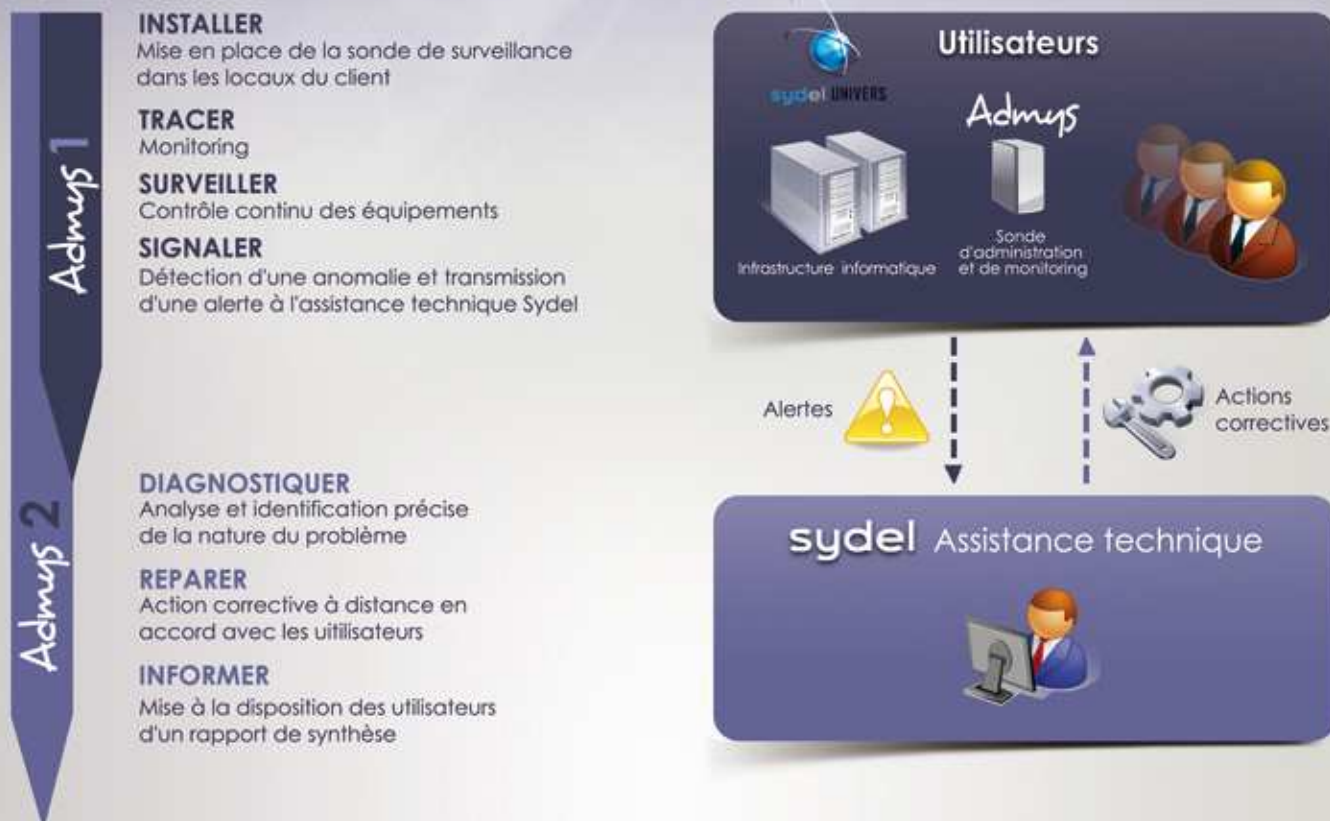 Admys 1
INSTALLER
Mise en place de la sonde de surveillance
dans les locaux du client
TRACER
Monitoring
SURVEILLER
Contrôle continu des équipements
SIGNALER
Détection d'une anomalie et transmission
d'une alerte à l'assistance technique Sydel
Admys 2
DIAGNOSTIQUER
Analyse et identification précise
de la nature du problème
REPARER
Action corrective à distance en
accord avec les uitilisateurs
INFORMER
Mise à la disposition des utilisateurs
d'un rapport de synthèse
Utilisateurs
sydel UNIVERS
Admys
Infrastructure informatique
Sonde
d'administration
et de monitoring
Alertes
Actions
correctives
sydel Assistance technique